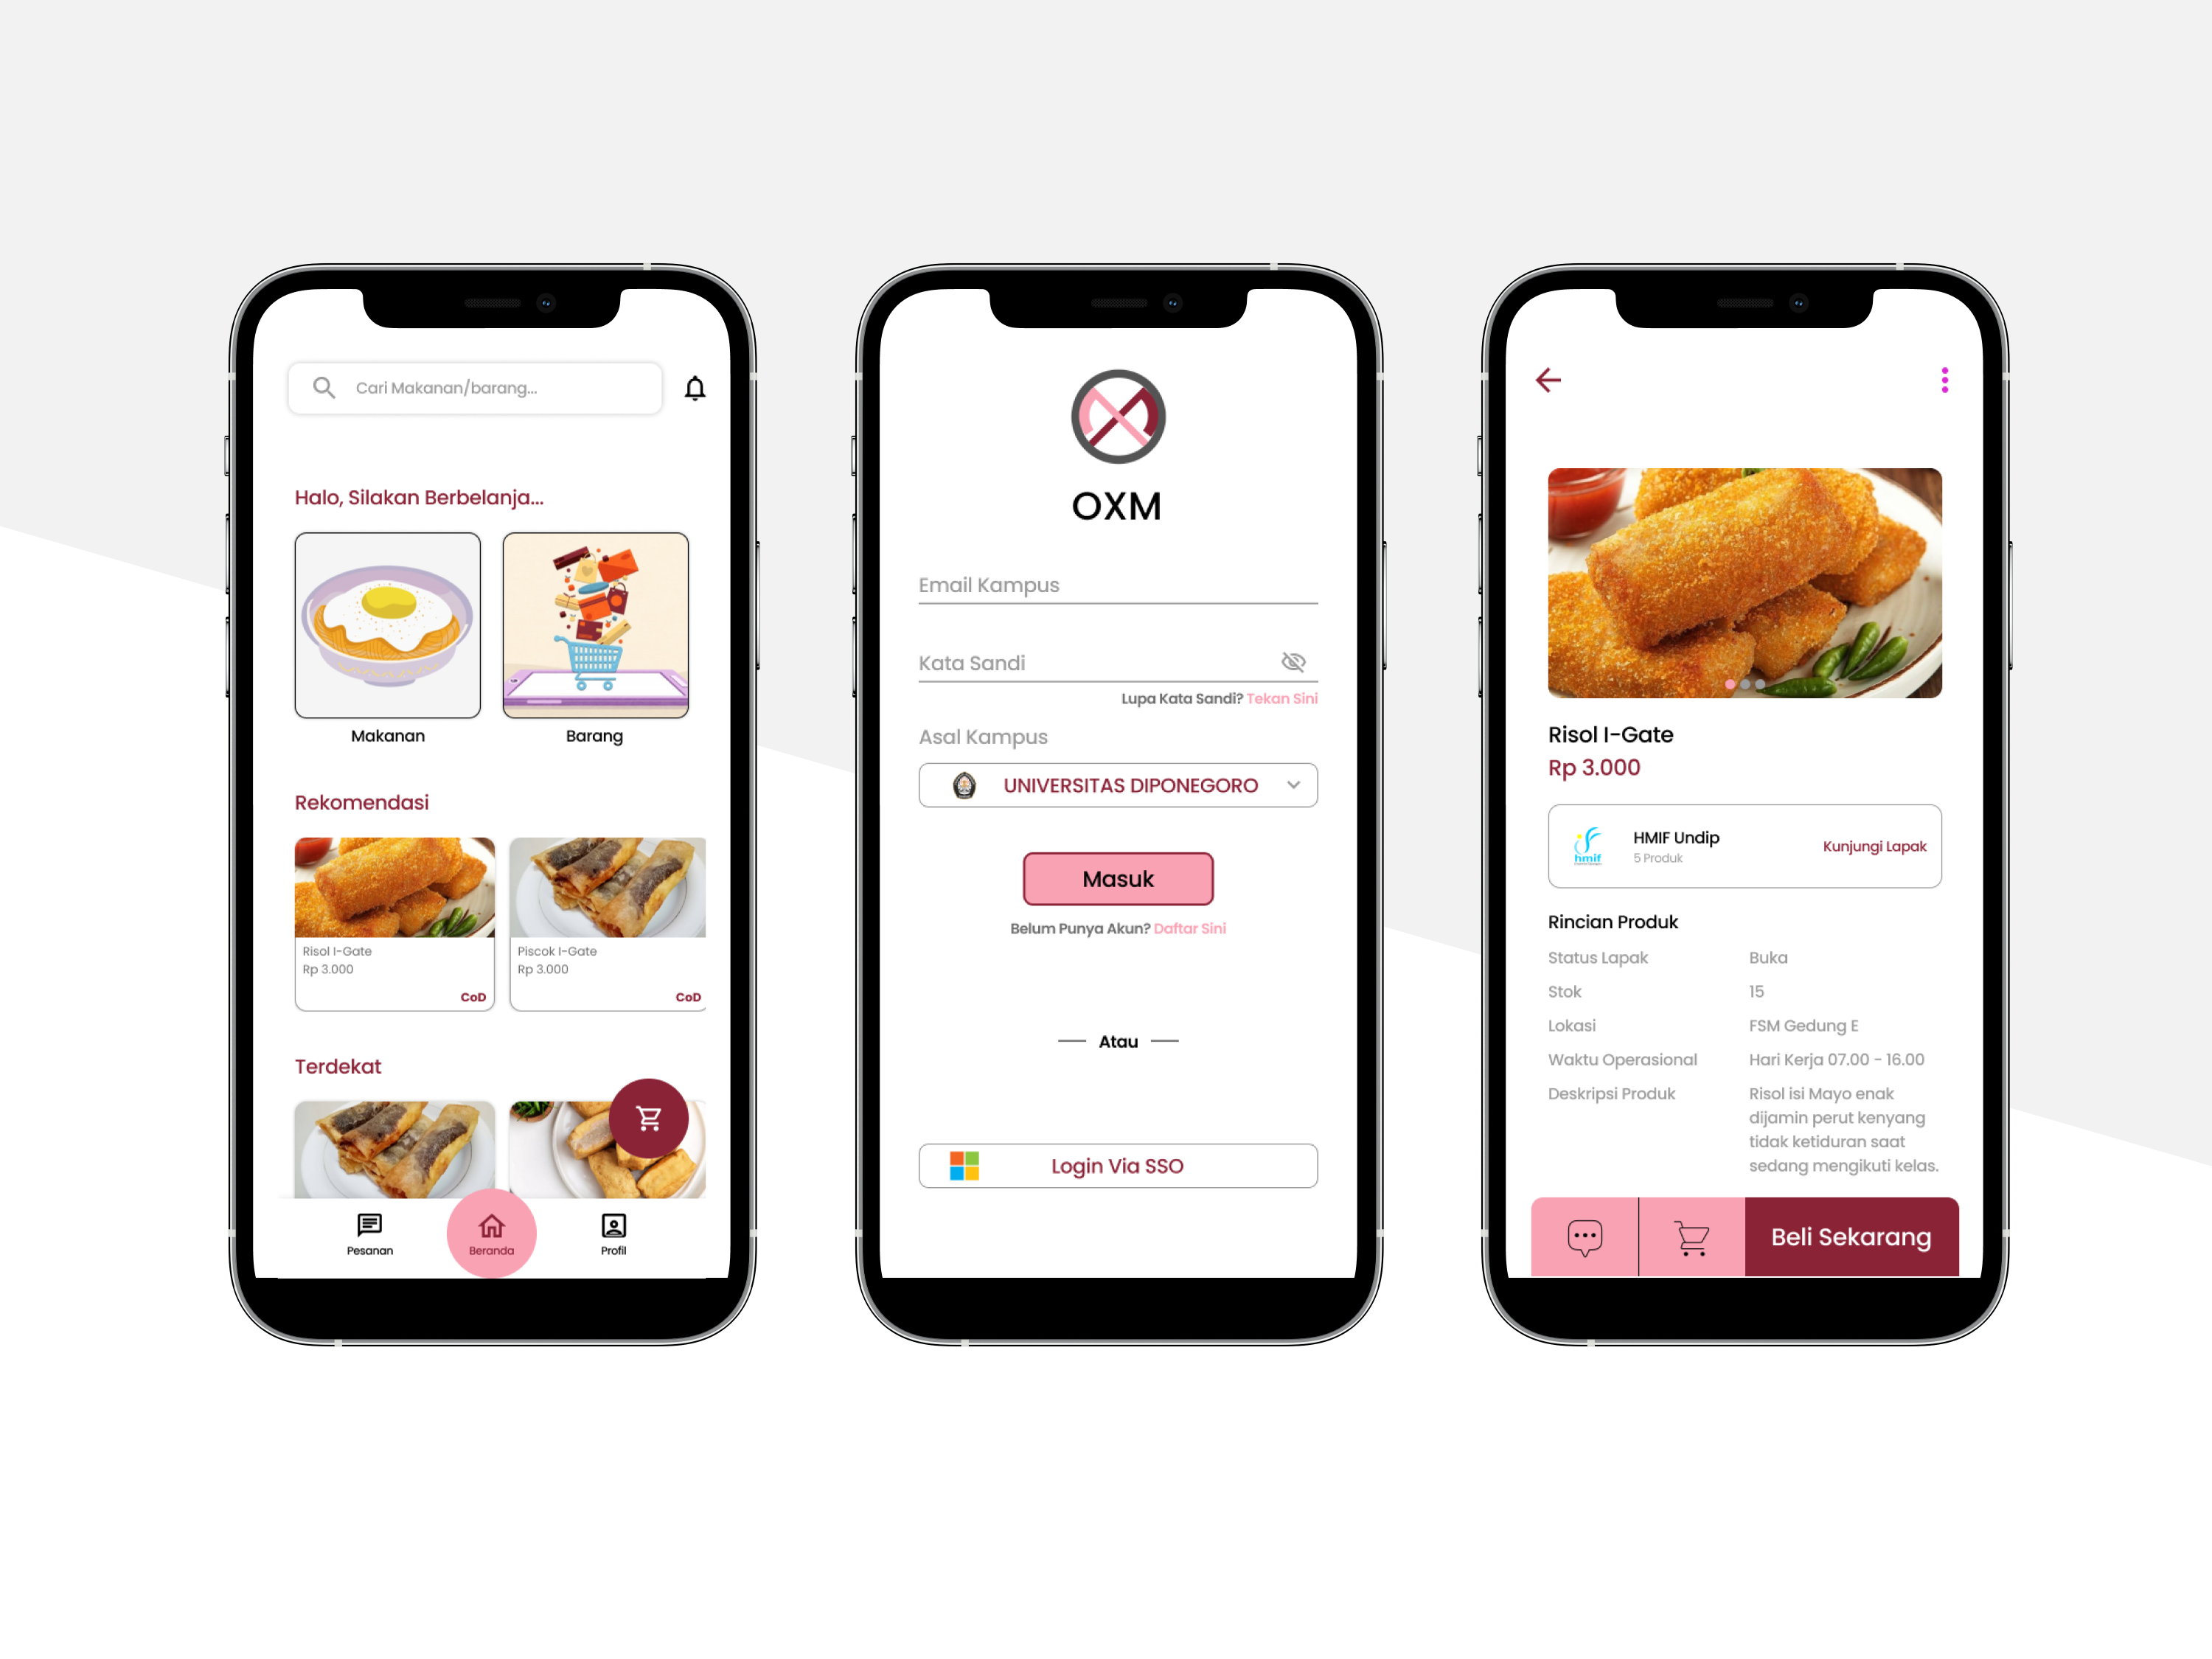 Cari Makanan/barang...
Halo, Silakan Berbelanja...
Makanan
Barang
Rekomendasi
Risol I-Gate
Rp 3.000
CoD
Piscok I-Gate
Rp 3.000
CoD
Terdekat
Pesanan
Beranda
Profil
OXM
Email Kampus
Kata Sandi
Lupa Kata Sandi? Tekan Sini
Asal Kampus
UNIVERSITAS DIPONEGORO
Masuk
Belum Punya Akun? Daftar Sini
Atau
Login Via SSO
Risol I-Gate
Rp 3.000
hmif
HMIF Undip
5 Produk
Kunjungi Lapak
Rincian Produk
Status Lapak Buka
Stok 15
Lokasi FSM Gedung E
Waktu Operasional Hari Kerja 07.00 - 16.00
Deskripsi Produk Risol isi Mayo enak
dijamin perut kenyang
tidak ketiduran saat
sedang mengikuti kelas.
Beli Sekarang